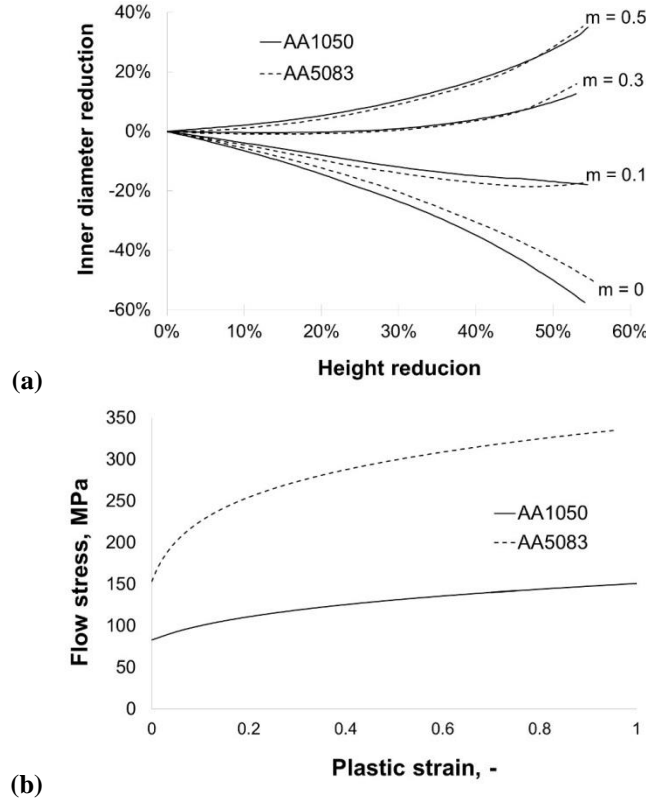 40%
20%
0%
-20%
-40%
-60%
Inner diameter reduction
AA1050
AA5083
m = 0.5
m = 0.3
m = 0.1
m = 0
0% 10% 20% 30% 40% 50% 60%
Height reducion
(a)
350
300
250
200
150
100
50
0
Flow stress, MPa
AA1050
AA5083
0 0.2 0.4 0.6 0.8 1
Plastic strain, -
(b)